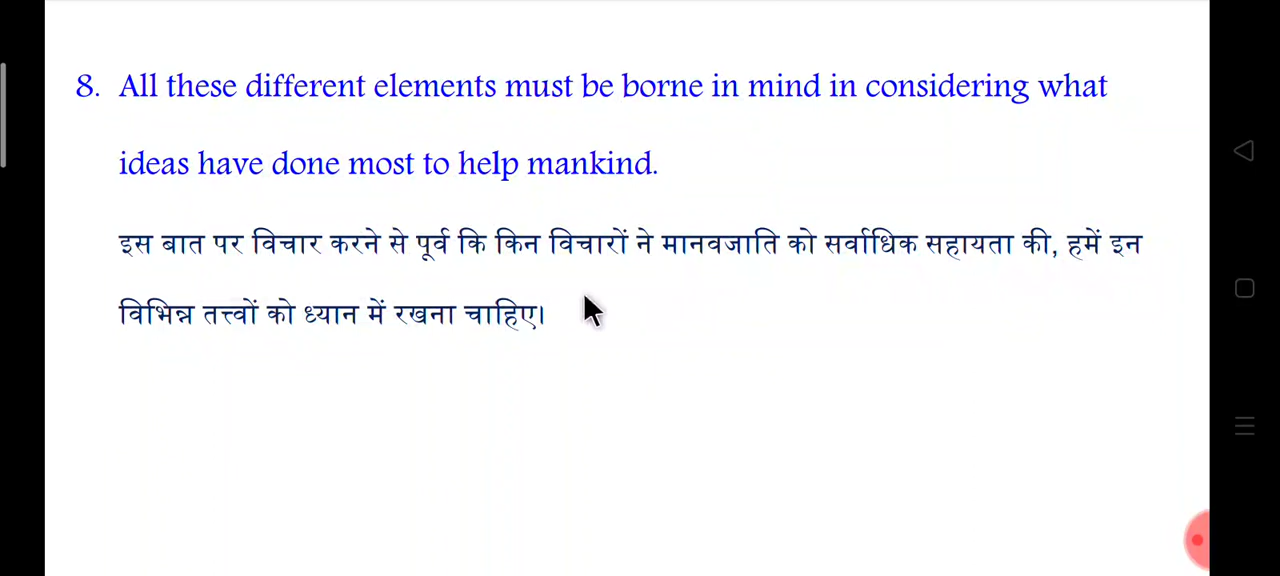 8. All these different elements must be borne in mind in considering what
ideas have done most to help mankind.
इस बात पर विचार करने से पूर्व कि किन विचारों ने मानवजाति को सर्वाधिक सहायता की, हमें इन
विभिन्न तत्त्वों को ध्यान में रखना चाहिए।